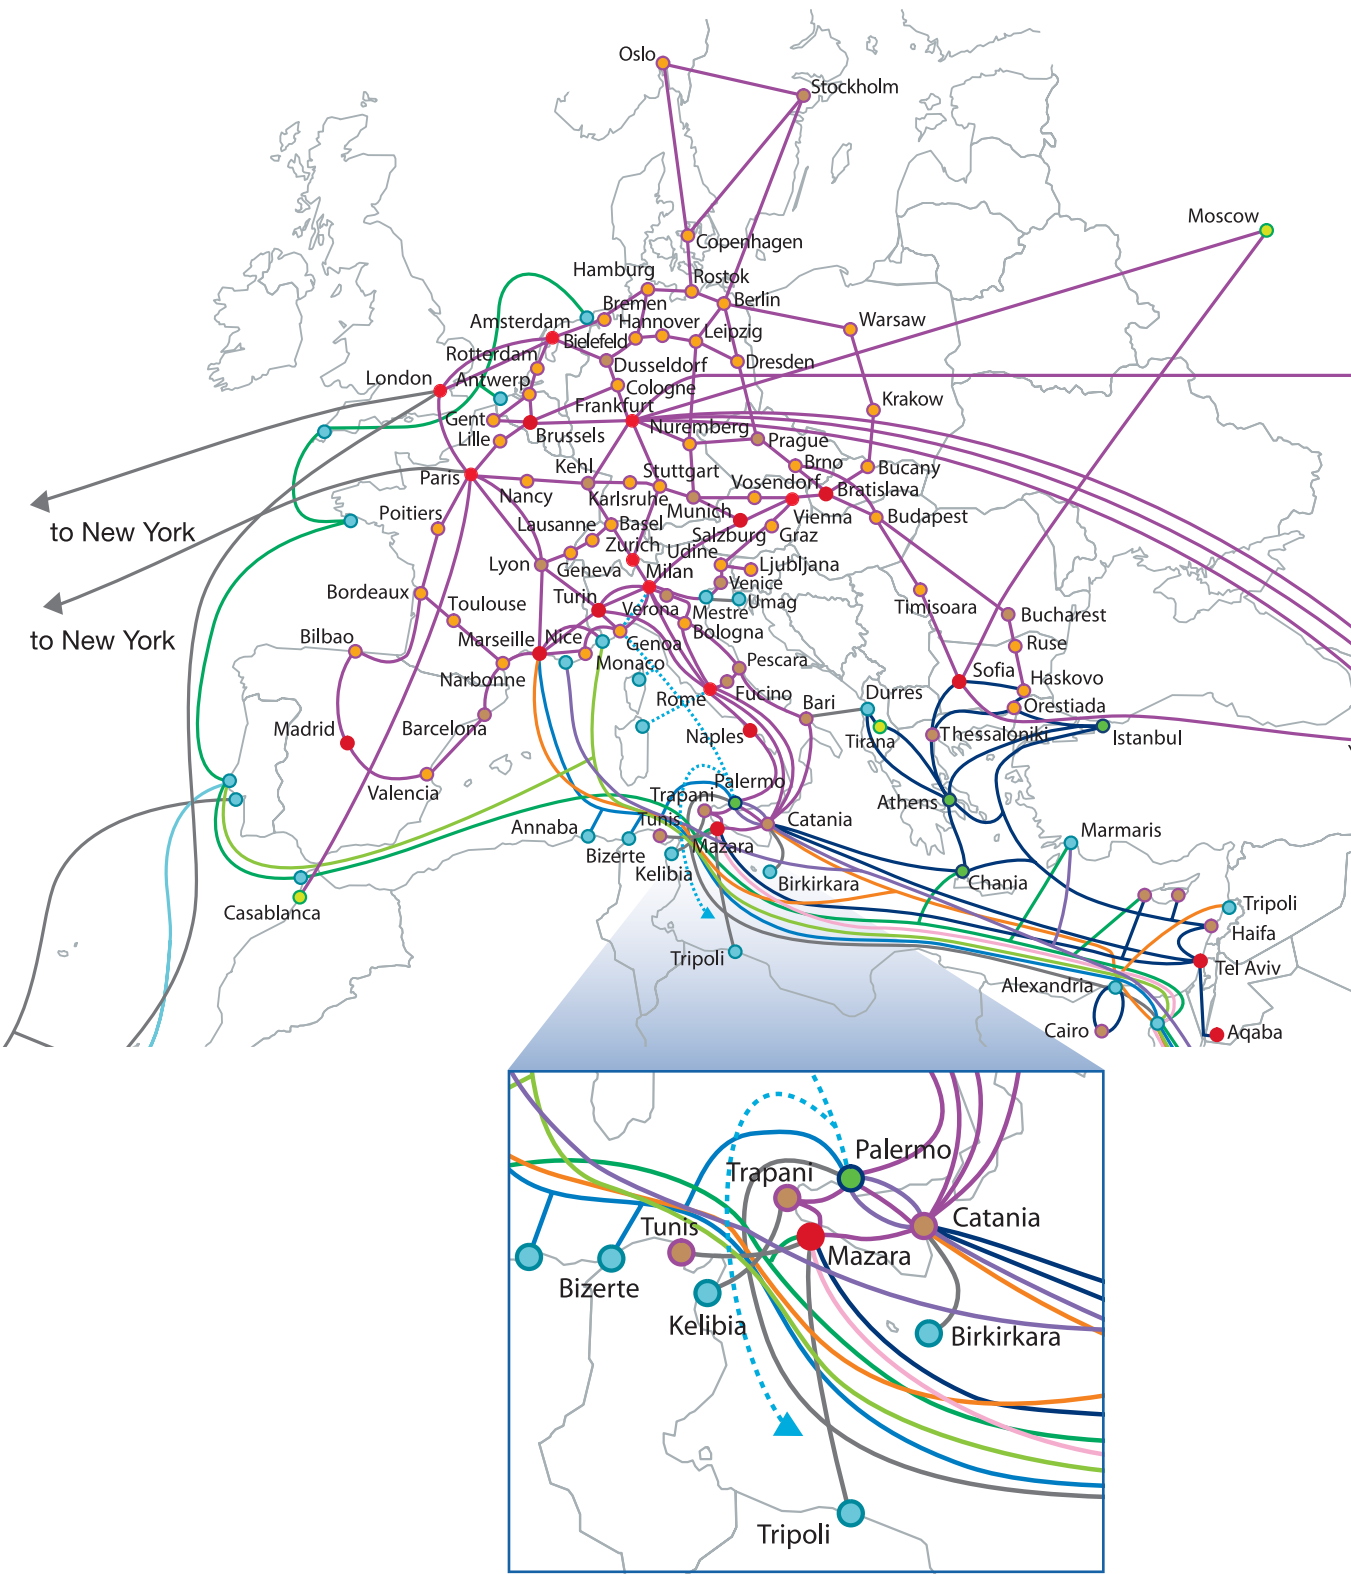 Oslo
Stockholm
Moscow
Copenhagen
Hamburg
Rostok
Bremen
Berlin
Amsterdam
Hannover
Warsaw
Bielefeld
Leipzig
Rotterdam
Dusseldorf
Dresden
London
Antwerp
Cologne
Krakow
Frankfurt
Gent
Nuremberg
Lille
Brussels
Prague
Paris
Kehl
Stuttgart
Brno
Bucany
Nancy
Karlsruhe
Vosendorf
Bratislava
to New York
Poitiers
Munich
Vienna
Budapest
Lausanne
Basel
Salzburg
Graz
Zurich
Udine
Lyon
Geneva
Milan
Ljubljana
Venice
Bordeaux
Turin
Verona
Mestre
Umag
Timisoara
Toulouse
Bucharest
to New York
Bilbao
Marseille
Nice
Genoa
Bologna
Ruse
Monaco
Pescara
Narbonne
Sofia
Haskovo
Rome
Fucino
Bari
Durres
Orestiada
Madrid
Barcelona
Naples
Tirana
Thessaloniki
Istanbul
Valencia
Palermo
Trapani
Athens
Annaba
Tunis
Catania
Marmaris
Bizerte
Mazara
Kelibia
Birkirkara
Chania
Casablanca
Tripoli
Haifa
Tripoli
Tel Aviv
Alexandria
Cairo
Aqaba
Palermo
Trapani
Tunis
Catania
Mazara
Bizerte
Kelibia
Birkirkara
Tripoli